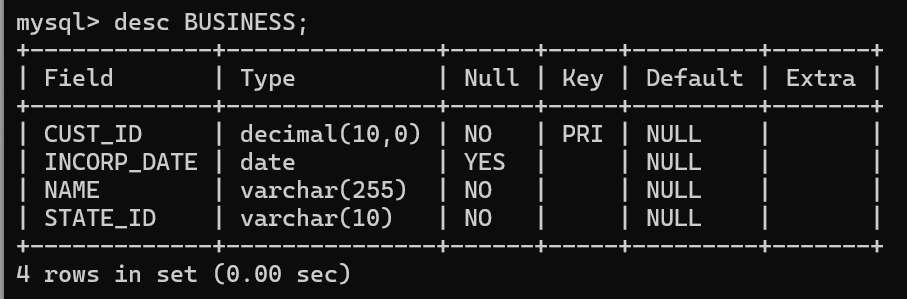 mysql> desc BUSINESS;
+-------------+---------------+------+-----+---------+-------+
| Field       | Type          | Null | Key | Default | Extra |
+-------------+---------------+------+-----+---------+-------+
| CUST_ID     | decimal(10,0) | NO   | PRI | NULL    |       |
| INCORP_DATE | date          | YES  |     | NULL    |       |
| NAME        | varchar(255)  | NO   |     | NULL    |       |
| STATE_ID    | varchar(10)   | NO   |     | NULL    |       |
+-------------+---------------+------+-----+---------+-------+
4 rows in set (0.00 sec)